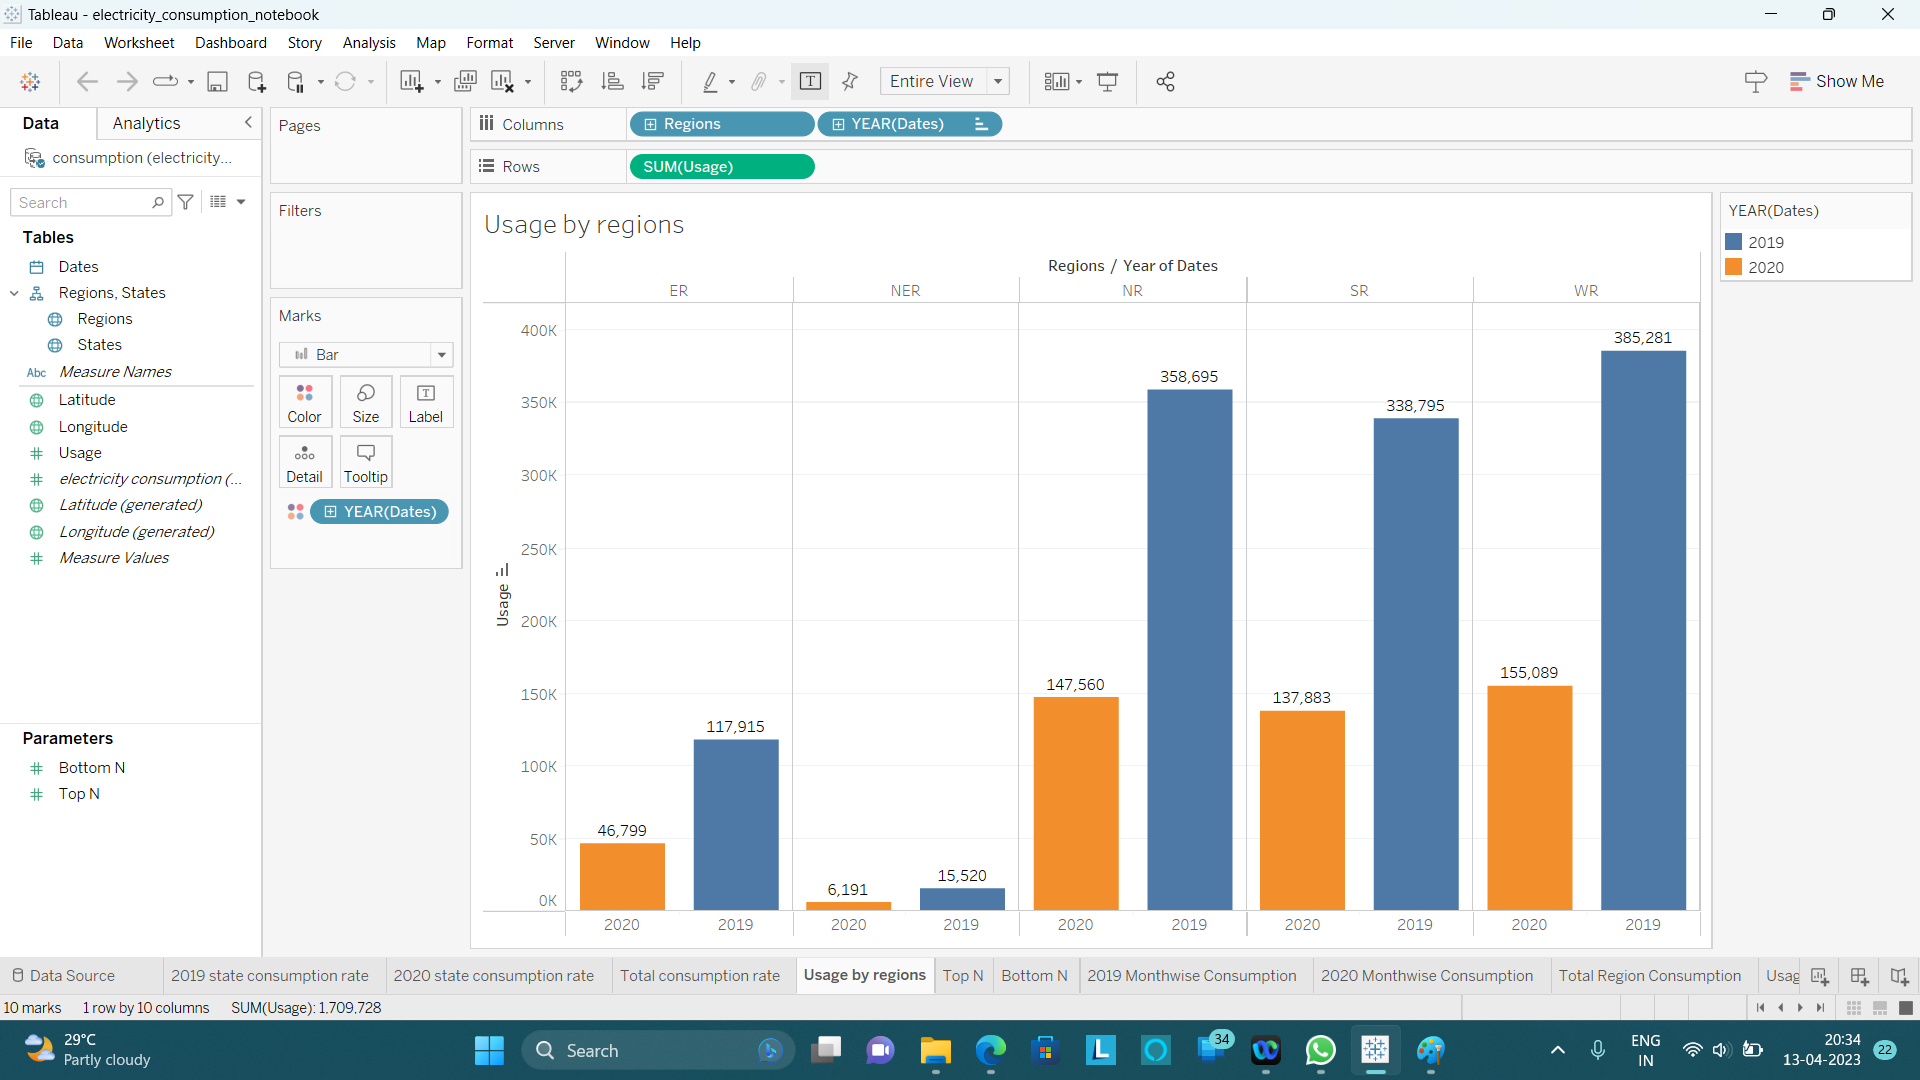 Tableau - electricity_consumption_notebook
File Data Worksheet Dashboard Story Analysis Map Format Server Window Help
Entire View
Show Me
Data Analytics
consumption (electricity...
Search
Tables
Dates
Regions, States
Regions
States
Abc Measure Names
Latitude
Longitude
Usage
electricity consumption (...
Latitude (generated)
Longitude (generated)
Measure Values
Parameters
Bottom N
Top N
Pages
Filters
Marks
Bar
Color Size Label
Detail Tooltip
YEAR(Dates)
Columns Regions YEAR(Dates)
Rows SUM(Usage)
Usage by regions
Regions / Year of Dates
ER NER NR SR WR
400K
350K
300K
250K
200K
150K
100K
50K
0K
Usage
46,799
117,915
6,191
15,520
147,560
358,695
137,883
338,795
155,089
385,281
2020 2019 2020 2019 2020 2019 2020 2019 2020 2019
YEAR(Dates)
2019
2020
Data Source 2019 state consumption rate 2020 state consumption rate Total consumption rate Usage by regions Top N Bottom N 2019 Monthwise Consumption 2020 Monthwise Consumption Total Region Consumption Usag
10 marks 1 row by 10 columns SUM(Usage): 1,709,728
29°C
Partly cloudy
Search
L
34
ENG
IN
20:34
13-04-2023
22